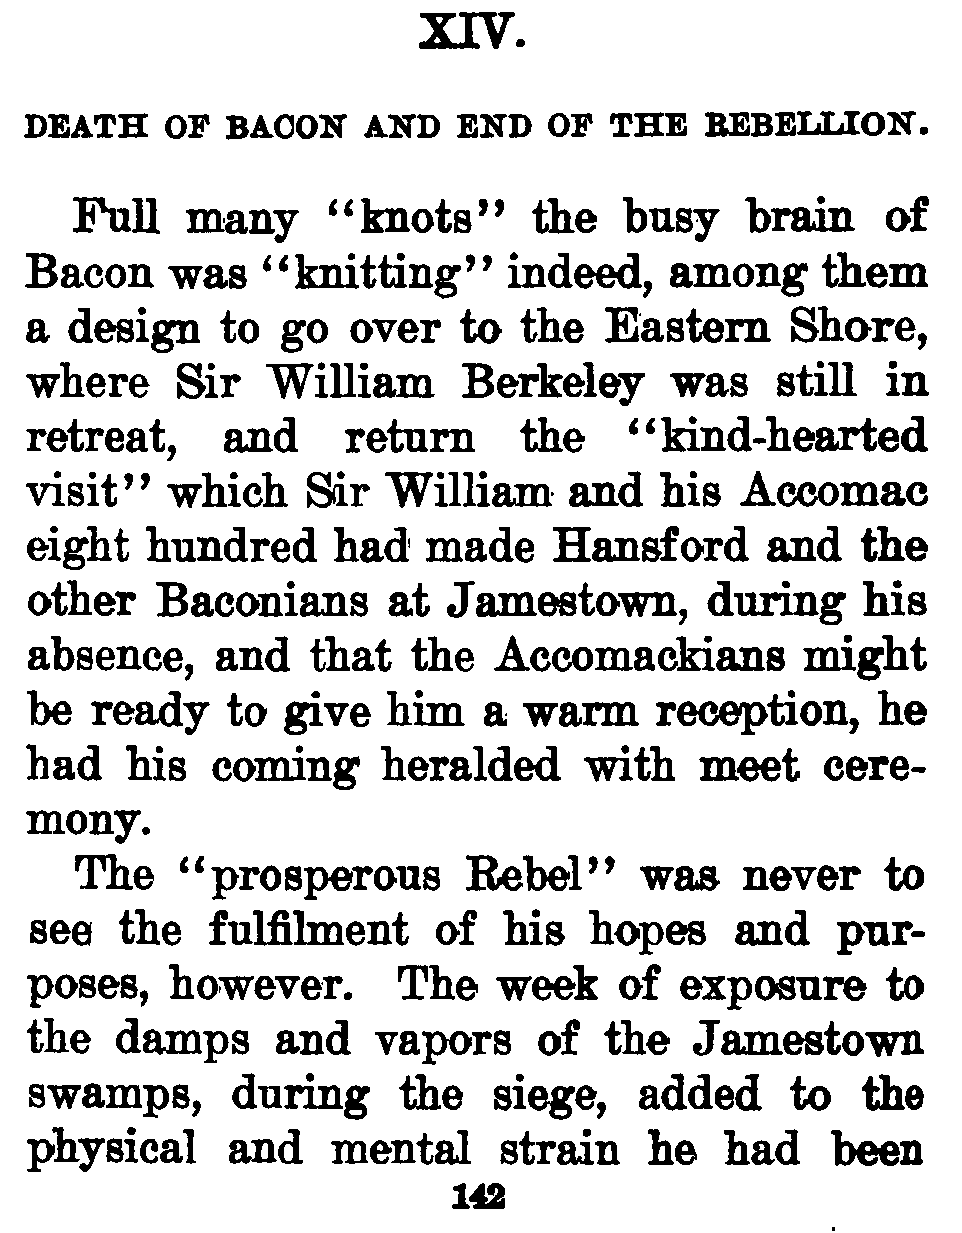 XIV.
DEATH OF BACON AND END OF THE REBELLION.
Full many "knots" the busy brain of
Bacon was "knitting" indeed, among them
a design to go over to the Eastern Shore,
where Sir William Berkeley was still in
retreat, and return the "kind-hearted
visit" which Sir William and his Accomac
eight hundred had made Hansford and the
other Baconians at Jamestown, during his
absence, and that the Accomackians might
be ready to give him a warm reception, he
had his coming heralded with meet cere-
mony.
The "prosperous Rebel" was never to
see the fulfilment of his hopes and pur-
poses, however. The week of exposure to
the damps and vapors of the Jamestown
swamps, during the siege, added to the
physical and mental strain he had been
142